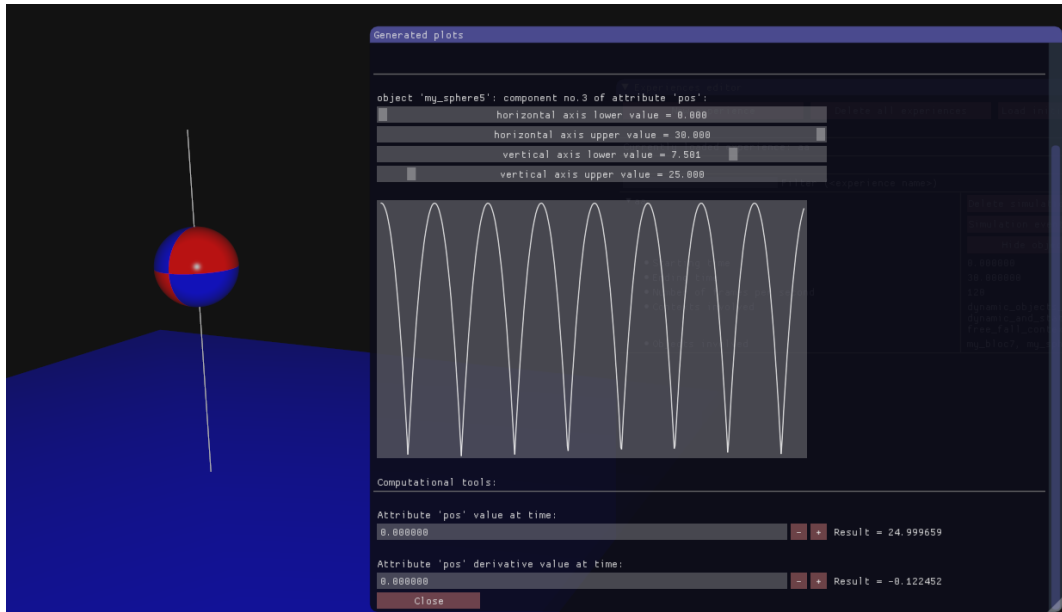 Generated plots
object 'my_sphere5': component no.3 of attribute 'pos':
horizontal axis lower value = 0.000
horizontal axis upper value = 30.000
vertical axis lower value = 7.501
vertical axis upper value = 25.000
Computational tools:
Attribute 'pos' value at time:
0.000000 - + Result = 24.999659
Attribute 'pos' derivative value at time:
0.000000 - + Result = -0.122452
Close